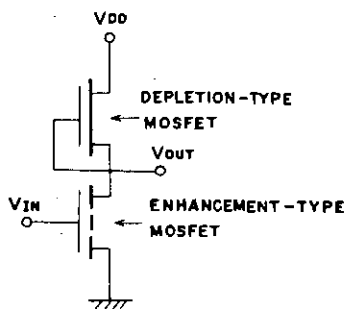 VDD
DEPLETION-TYPE
MOSFET
VOUT
VIN
ENHANCEMENT-TYPE
MOSFET